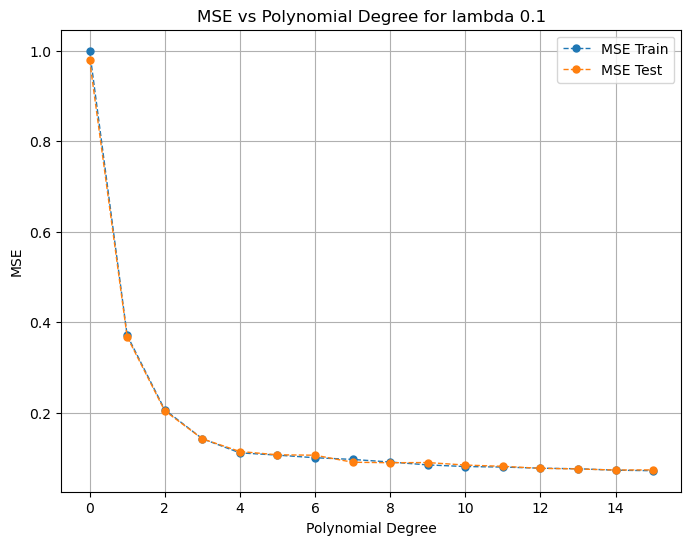 MSE vs Polynomial Degree for lambda 0.1
MSE Train
MSE Test
1.0
0.8
0.6
0.4
0.2
MSE
0 2 4 6 8 10 12 14
Polynomial Degree